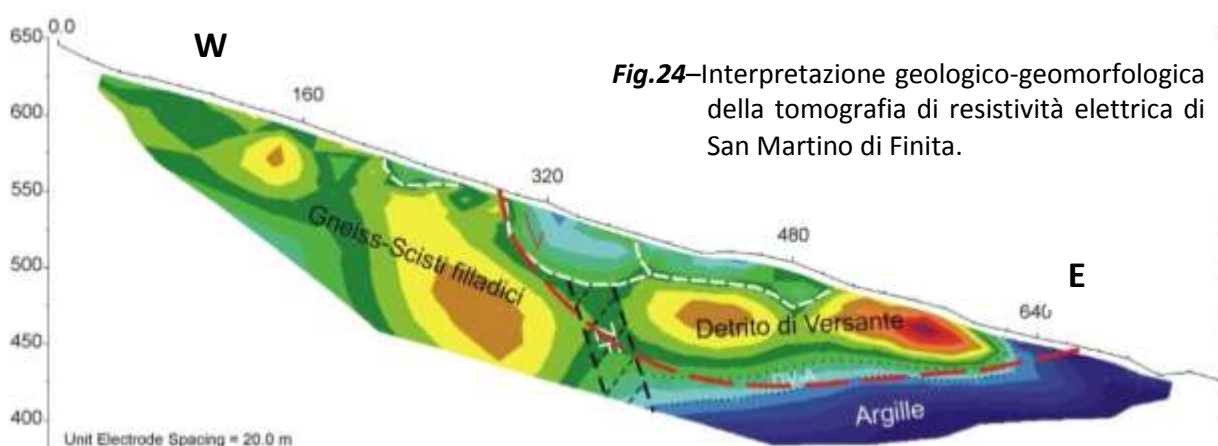 650
0.0
W
Fig.24–Interpretazione geologico-geomorfologica
della tomografia di resistività elettrica di
San Martino di Finita.
600
160
550
320
Gneiss-Scisti filladici
500
480
E
Detrito di Versante
640
450
Argille
400
Unit Electrode Spacing = 20.0 m